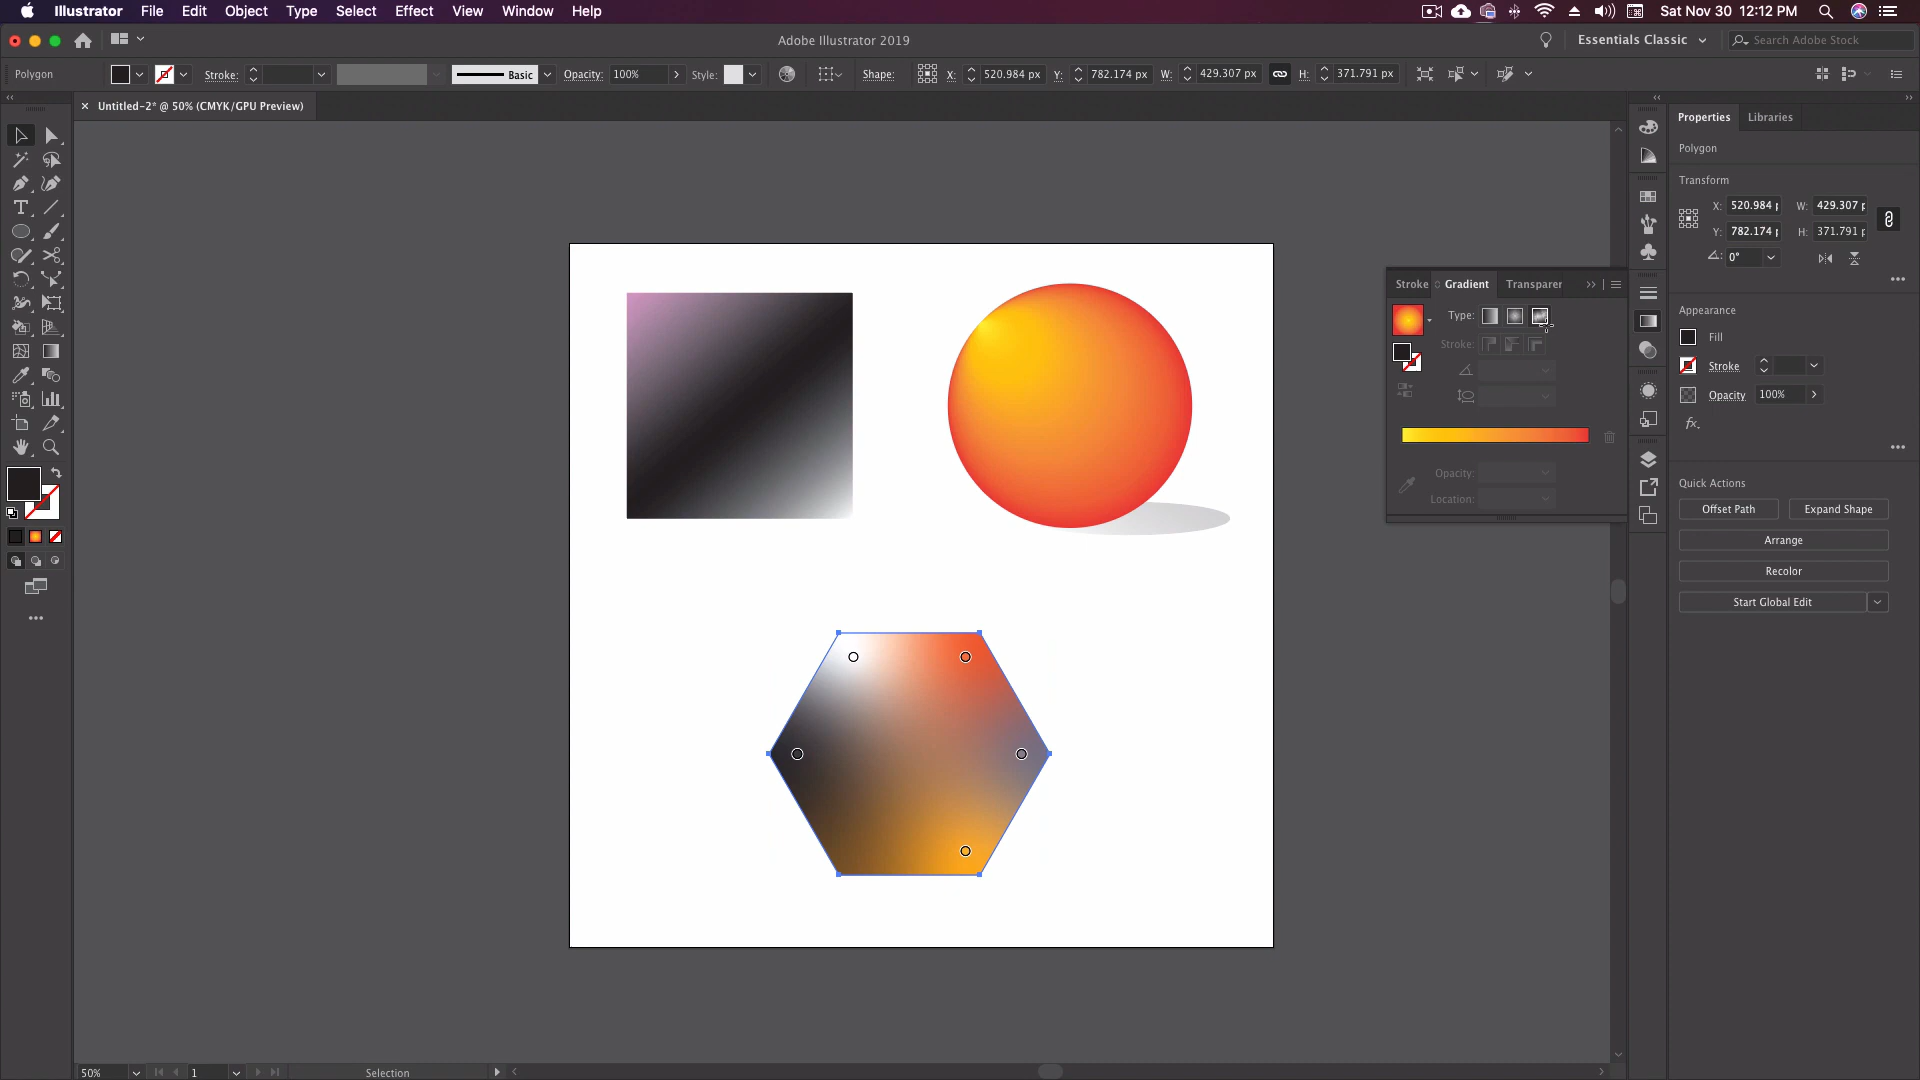 Illustrator File Edit Object Type Select Effect View Window Help Sat Nov 30 12:12 PM
Adobe Illustrator 2019 Essentials Classic Search Adobe Stock
Polygon Stroke: Basic Opacity: 100% Style: Shape: X: 520.984 px Y: 782.174 px W: 429.307 px H: 371.791 px
× Untitled-2* @ 50% (CMYK/GPU Preview)
Properties Libraries
Polygon
Transform
X: 520.984 W: 429.307
Y: 782.174 H: 371.791
0°
Stroke Gradient Transparer
Type:
Stroke:
Opacity:
Location:
Appearance
Fill
Stroke
Opacity 100%
fx.
Quick Actions
Offset Path Expand Shape
Arrange
Recolor
Start Global Edit
50% 1 Selection